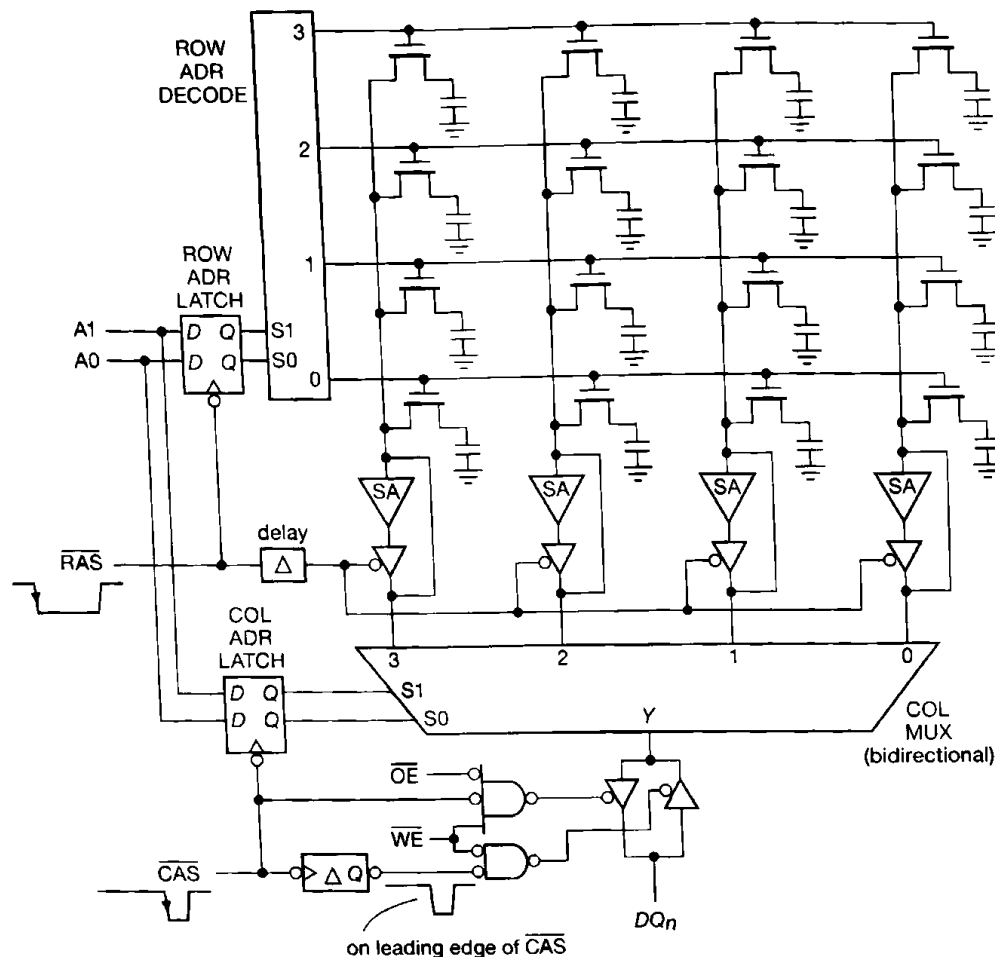 ROW
ADR
DECODE
3
2
1
0
ROW
ADR
LATCH
A1
A0
D Q
D Q
S1
S0
SA
SA
SA
SA
delay
Δ
RAS
COL
ADR
LATCH
D Q
D Q
3
2
1
0
S1
S0
Y
COL
MUX
(bidirectional)
OE
WE
CAS
Δ Q
DQn
on leading edge of CAS